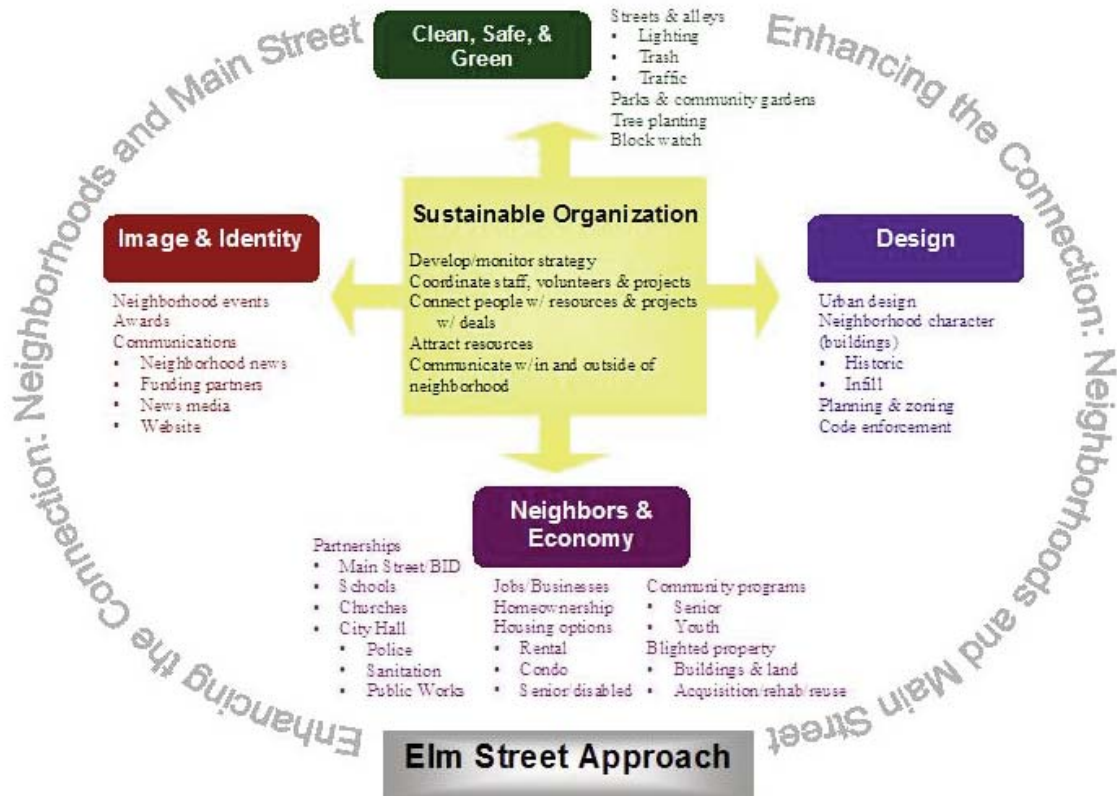 Enhancing the Connection: Neighborhoods and Main Street
Enhancing the Connection: Neighborhoods and Main Street
Clean, Safe, &
Green
Streets & alleys
▪ Lighting
▪ Trash
▪ Traffic
Parks & community gardens
Tree planting
Block watch
Image & Identity
Neighborhood events
Awards
Communications
▪ Neighborhood news
▪ Funding partners
▪ News media
▪ Website
Sustainable Organization
Develop/monitor strategy
Coordinate staff, volunteers & projects
Connect people w/ resources & projects
w/ deals
Attract resources
Communicate w/in and outside of
neighborhood
Design
Urban design
Neighborhood character
(buildings)
▪ Historic
▪ Infill
Planning & zoning
Code enforcement
Neighbors &
Economy
Partnerships
▪ Main Street/BID
▪ Schools
▪ Churches
▪ City Hall
▪ Police
▪ Sanitation
▪ Public Works
Jobs/Businesses
Homeownership
Housing options
▪ Rental
▪ Condo
▪ Senior/disabled
Community programs
▪ Senior
▪ Youth
Blighted property
▪ Buildings & land
▪ Acquisition/rehab/reuse
Elm Street Approach